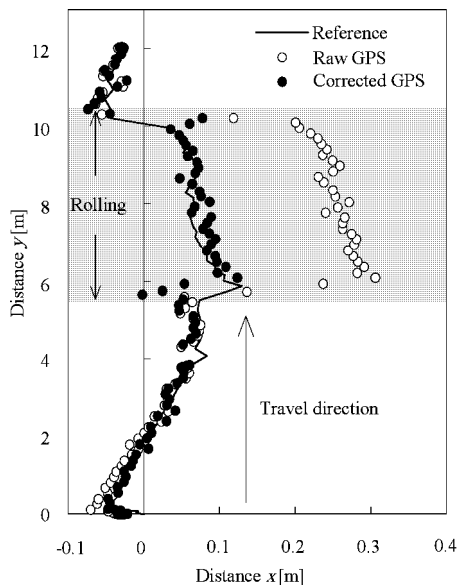 12
10
8
6
4
2
0
Distance y [m]
Reference
Raw GPS
Corrected GPS
Rolling
Travel direction
-0.1
0
0.1
0.2
0.3
0.4
Distance x [m]